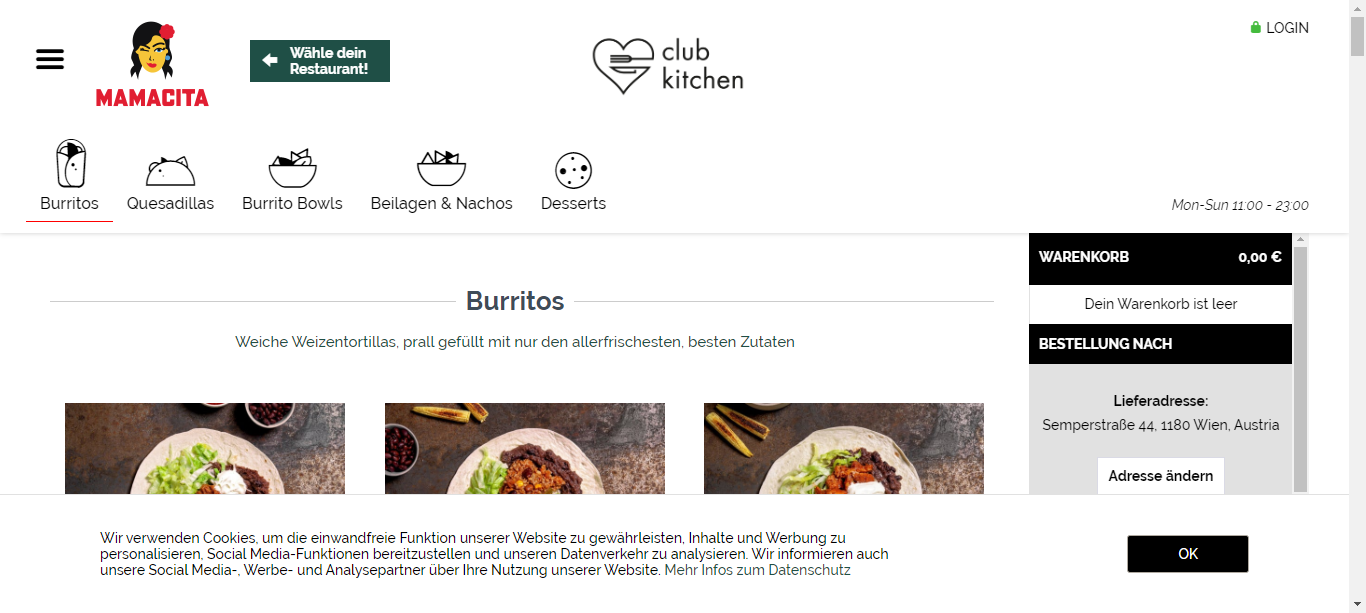 LOGIN
MAMACITA
Wähle dein
Restaurant!
club
kitchen
Burritos
Quesadillas
Burrito Bowls
Beilagen & Nachos
Desserts
Mon-Sun 11:00 - 23:00
Burritos
Weiche Weizentortillas, prall gefüllt mit nur den allerfrischesten, besten Zutaten
WARENKORB 0,00 €
Dein Warenkorb ist leer
BESTELLUNG NACH
Lieferadresse:
Semperstraße 44, 1180 Wien, Austria
Adresse ändern
Wir verwenden Cookies, um die einwandfreie Funktion unserer Website zu gewährleisten, Inhalte und Werbung zu
personalisieren, Social Media-Funktionen bereitzustellen und unseren Datenverkehr zu analysieren. Wir informieren auch
unsere Social Media-, Werbe- und Analysepartner über Ihre Nutzung unserer Website. Mehr Infos zum Datenschutz
OK